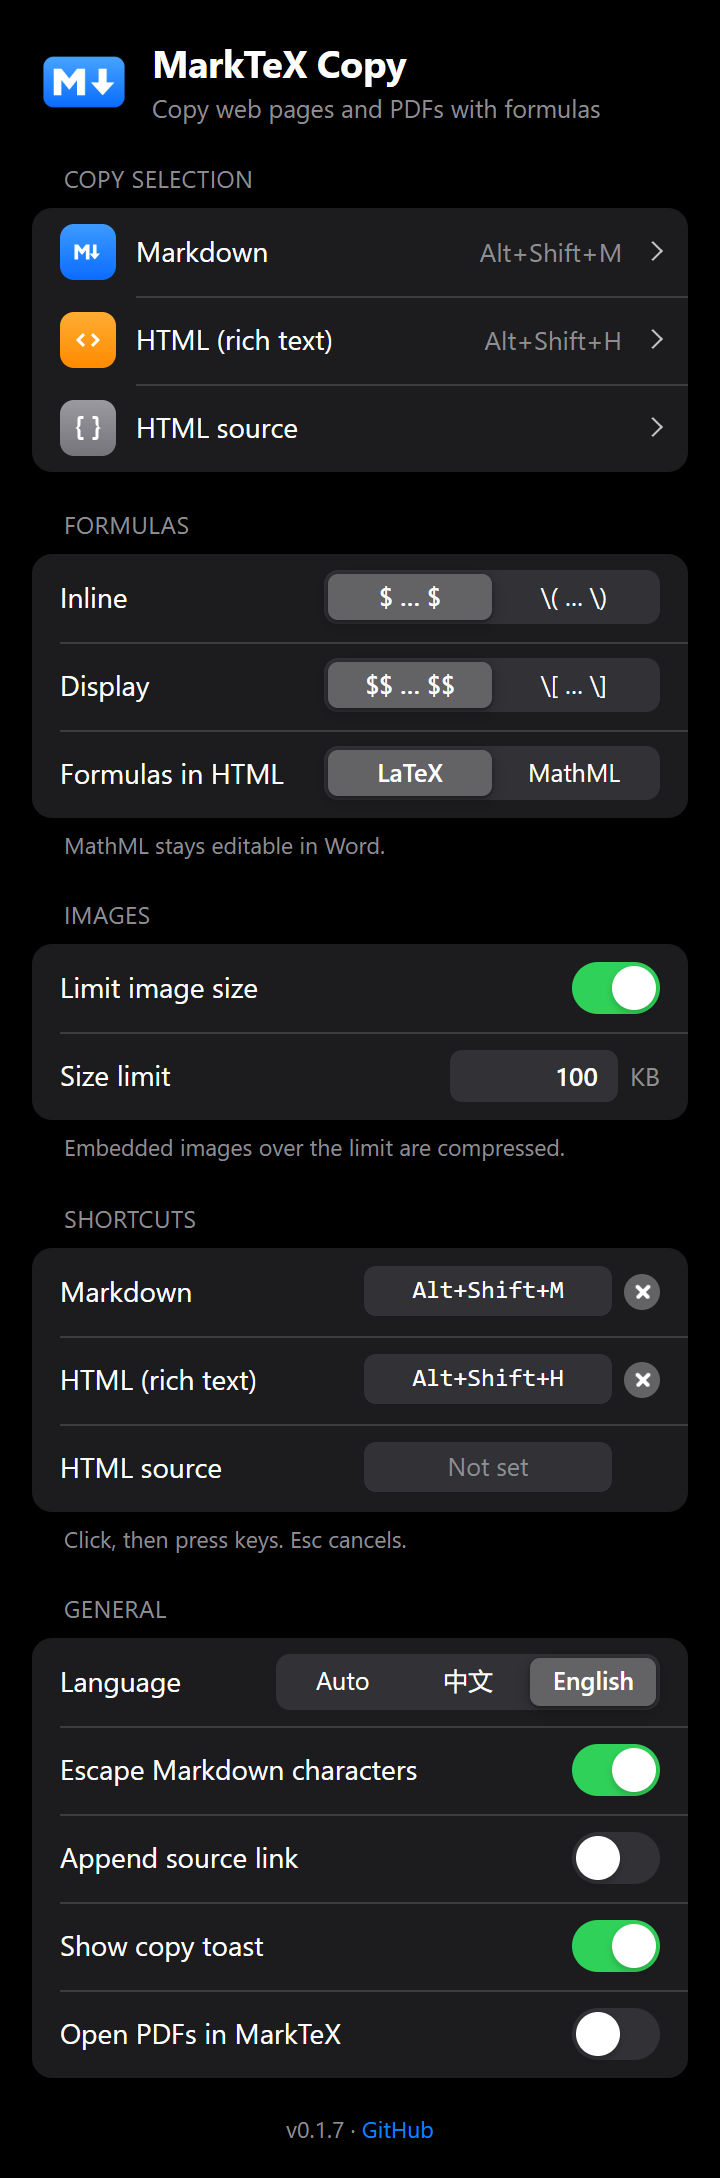 M↓
MarkTeX Copy
Copy web pages and PDFs with formulas
COPY SELECTION
M↓ Markdown Alt+Shift+M
<> HTML (rich text) Alt+Shift+H
{ } HTML source
FORMULAS
Inline $ ... $ \( ... \)
Display $$ ... $$ \[ ... \]
Formulas in HTML LaTeX MathML
MathML stays editable in Word.
IMAGES
Limit image size
Size limit 100 KB
Embedded images over the limit are compressed.
SHORTCUTS
Markdown Alt+Shift+M
HTML (rich text) Alt+Shift+H
HTML source Not set
Click, then press keys. Esc cancels.
GENERAL
Language Auto 中文 English
Escape Markdown characters
Append source link
Show copy toast
Open PDFs in MarkTeX
v0.1.7 · GitHub